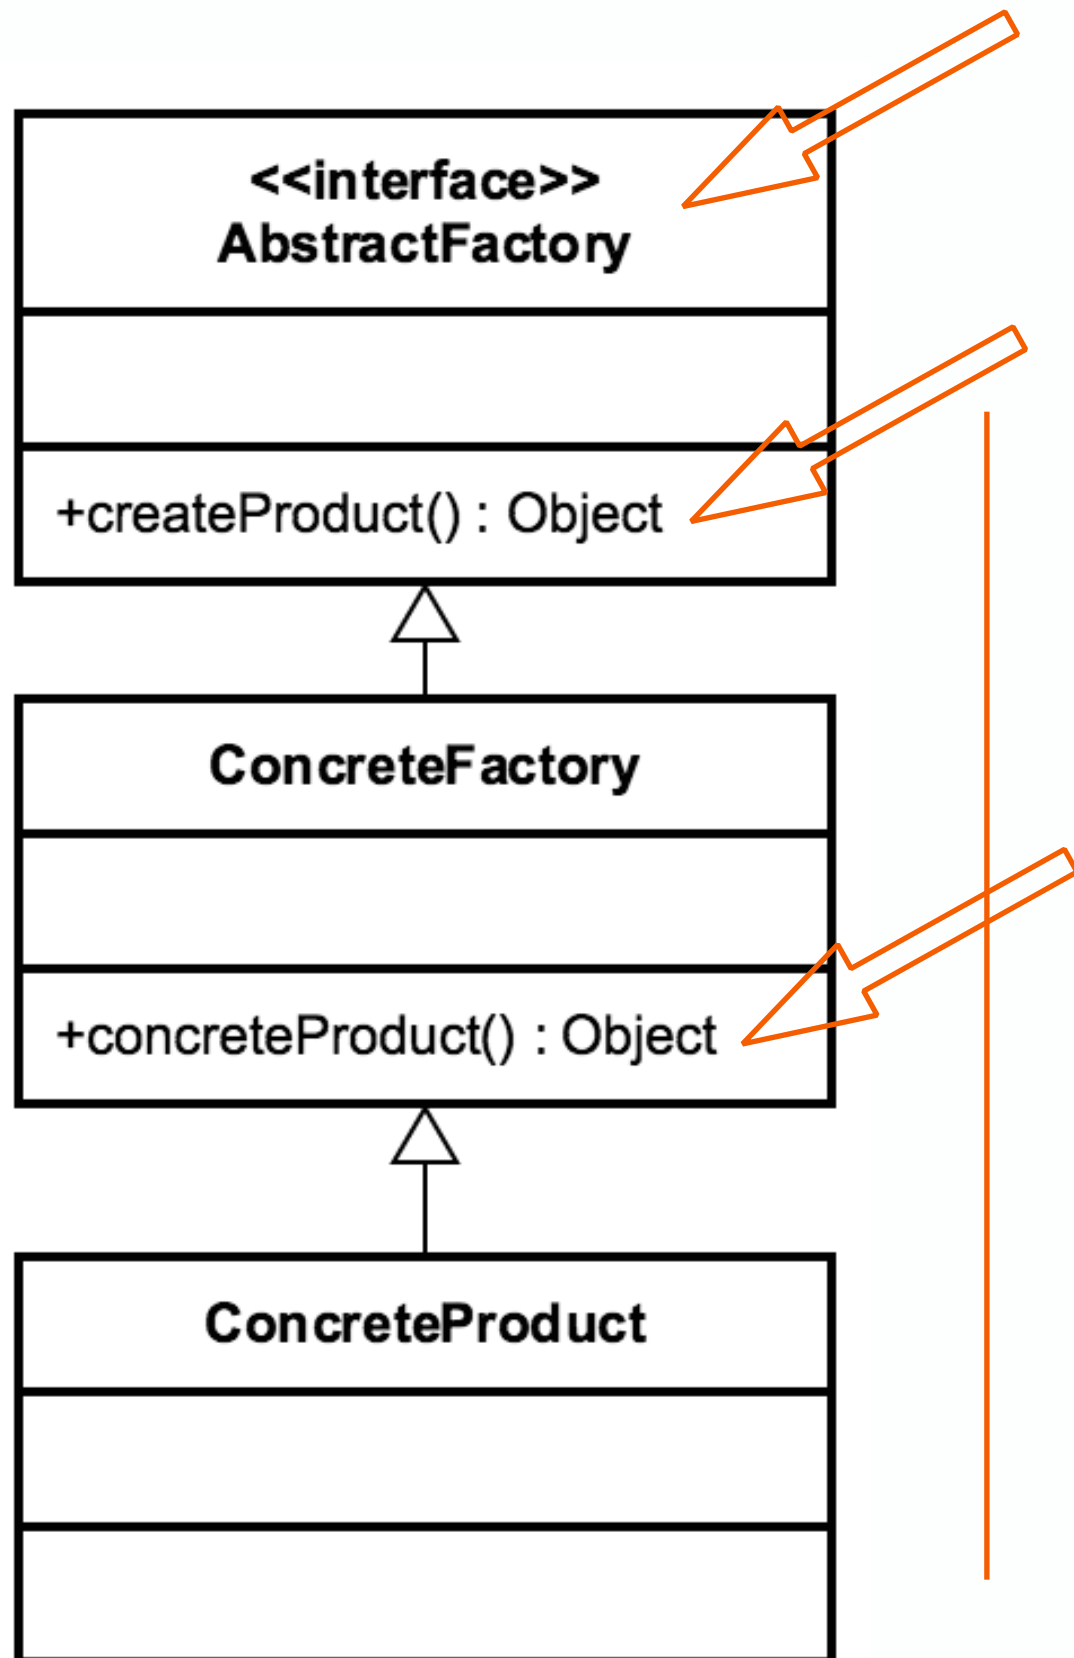 <<interface>>
AbstractFactory
+createProduct() : Object
ConcreteFactory
+concreteProduct() : Object
ConcreteProduct